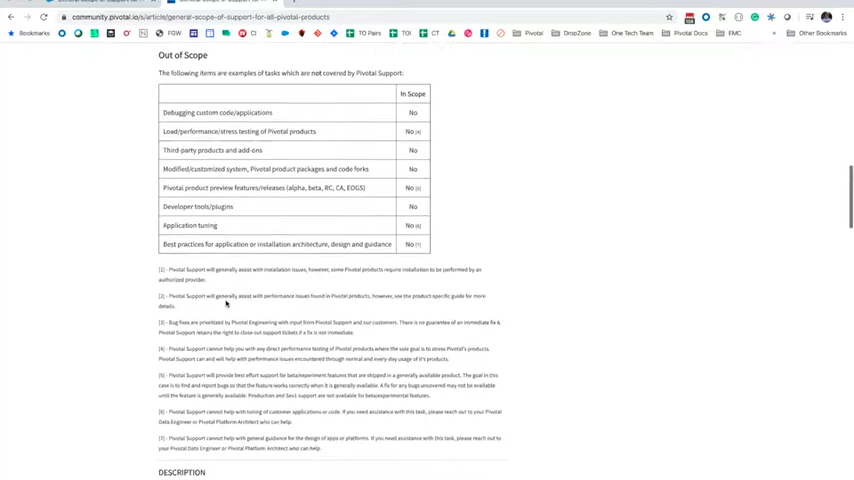 community.pivotal.io/s/article/general-scope-of-support-for-all-pivotal-products
Bookmarks
FGW
CI
TO Pairs
TOI
CT
Pivotal
DropZone
One Tech Team
Pivotal Docs
EMC
Other Bookmarks
Out of Scope
The following items are examples of tasks which are not covered by Pivotal Support:
In Scope
Debugging custom code/applications No
Load/performance/stress testing of Pivotal products No [4]
Third-party products and add-ons No
Modified/customized system, Pivotal product packages and code forks No
Pivotal product preview features/releases (alpha, beta, RC, CA, EOGS) No [5]
Developer tools/plugins No
Application tuning No [6]
Best practices for application or installation architecture, design and guidance No [7]
[1] - Pivotal Support will generally assist with installation issues, however, some Pivotal products require installation to be performed by an
authorized provider.
[2] - Pivotal Support will generally assist with performance issues found in Pivotal products, however, see the product-specific guide for more
details.
[3] - Bug fixes are prioritized by Pivotal Engineering with input from Pivotal Support and our customers. There is no guarantee of an immediate fix &
Pivotal Support retains the right to close out support tickets if a fix is not immediate.
[4] - Pivotal Support cannot help you with any direct performance testing of Pivotal products where the sole goal is to stress Pivotal's products.
Pivotal Support can and will help with performance issues encountered through normal and every-day usage of it's products.
[5] - Pivotal Support will provide best effort support for beta/experiment features that are shipped in a generally available product. The goal in this
case is to find and report bugs so that the feature works correctly when it is generally available. A fix for any bugs uncovered may not be available
until the feature is generally available. Production and Sev1 support are not available for beta/experimental features.
[6] - Pivotal Support cannot help with tuning of customer applications or code. If you need assistance with this task, please reach out to your Pivotal
Data Engineer or Pivotal Platform Architect who can help.
[7] - Pivotal Support cannot help with general guidance for the design of apps or platforms. If you need assistance with this task, please reach out to
your Pivotal Data Engineer or Pivotal Platform Architect who can help.
DESCRIPTION